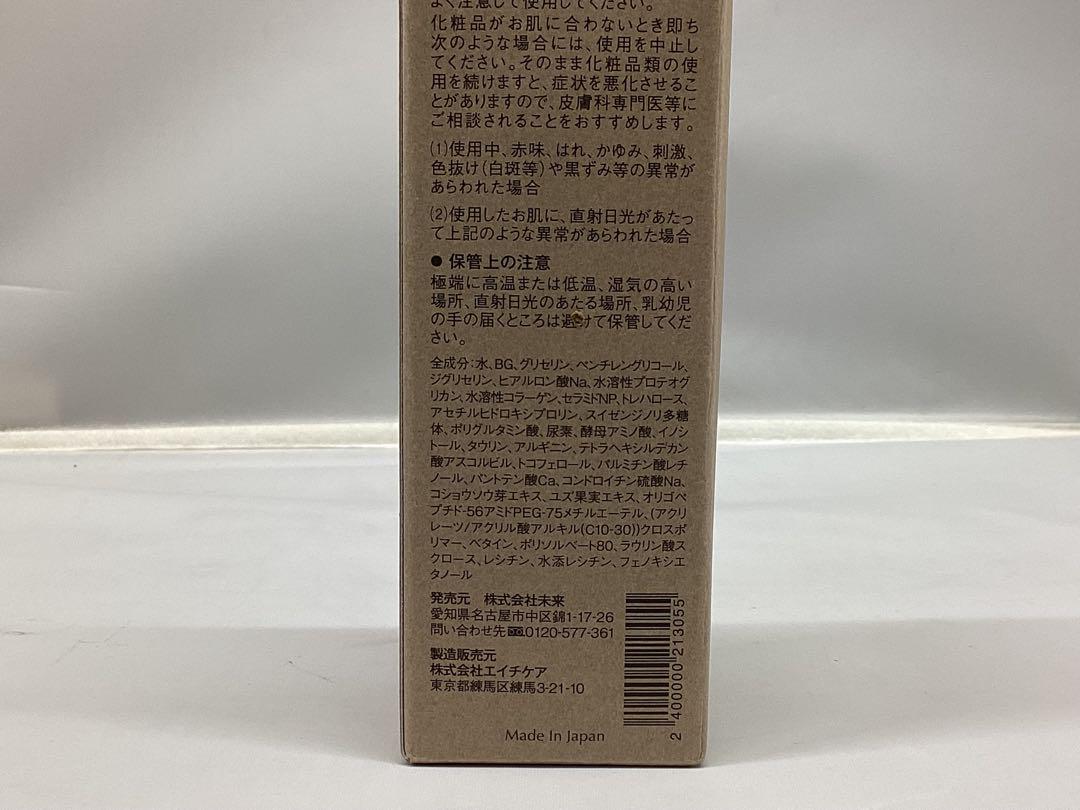 よく注意して使用してください。
化粧品がお肌に合わないとき即ち
次のような場合には、使用を中止し
てください。そのまま化粧品類の使
用を続けますと、症状を悪化させるこ
とがありますので、皮膚科専門医等に
ご相談されることをおすすめします。
(1)使用中、赤味、はれ、かゆみ、刺激、
色抜け(白斑等)や黒ずみ等の異常が
あらわれた場合
(2)使用したお肌に、直射日光があたっ
て上記のような異常があらわれた場合
● 保管上の注意
極端に高温または低温、湿気の高い
場所、直射日光のあたる場所、乳幼児
の手の届くところは避けて保管してくだ
さい。
全成分:水、BG、グリセリン、ペンチレングリコール、
ジグリセリン、ヒアルロン酸Na、水溶性プロテオグ
リカン、水溶性コラーゲン、セラミドNP、トレハロース、
アセチルヒドロキシプロリン、スイゼンジノリ多糖
体、ポリグルタミン酸、尿素、酵母アミノ酸、イノシ
トール、タウリン、アルギニン、テトラヘキシルデカン
酸アスコルビル、トコフェロール、パルミチン酸レチ
ノール、パントテン酸Ca、コンドロイチン硫酸Na、
コショウソウ芽エキス、ユズ果実エキス、オリゴペ
プチド-56アミドPEG-75メチルエーテル、(アクリ
レーツ/アクリル酸アルキル(C10-30))クロスポ
リマー、ベタイン、ポリソルベート80、ラウリン酸ス
クロース、レシチン、水添レシチン、フェノキシエ
タノール
発売元 株式会社未来
愛知県名古屋市中区錦1-17-26
問い合わせ先 0120-577-361
製造販売元
株式会社エイチケア
東京都練馬区練馬3-21-10
2 400000 213055
Made In Japan